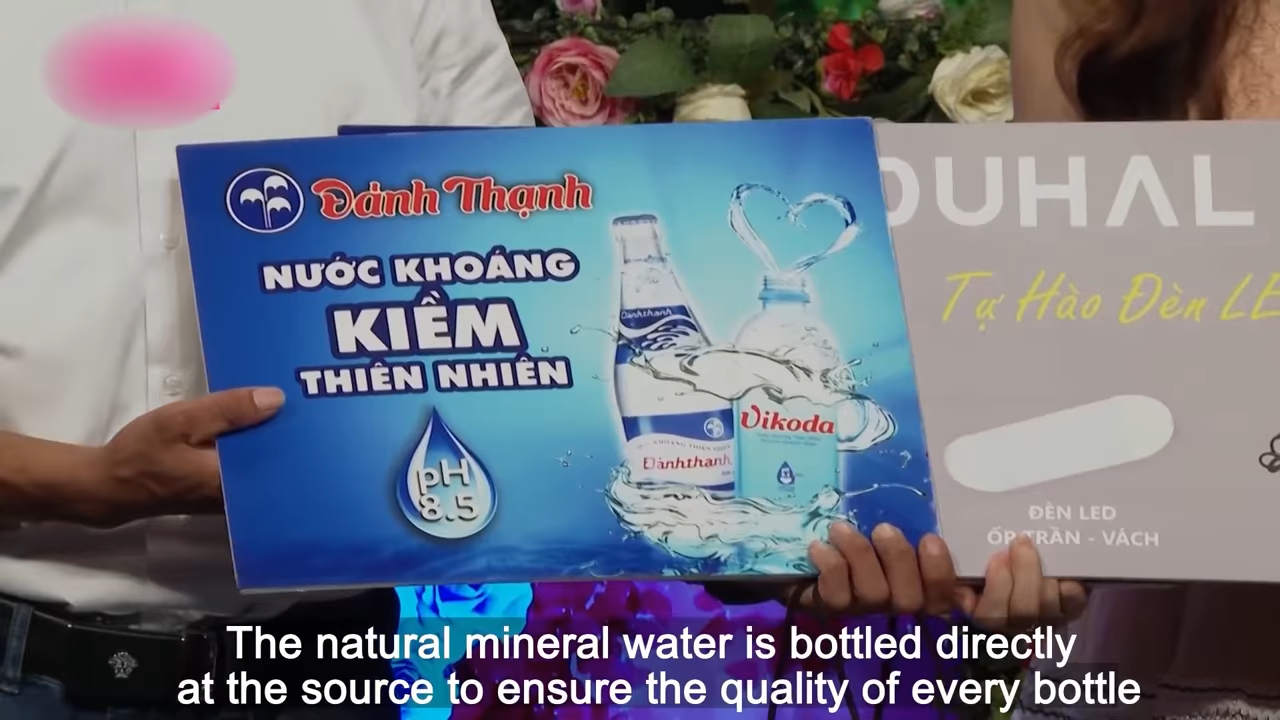 Đảnh Thạnh
NƯỚC KHOÁNG
KIỀM
THIÊN NHIÊN
pH
8.5
Đảnhthạnh
Đảnhthạnh
Vikoda
DUHAL
Tự Hào Đèn LE
ĐÈN LED
ỐP TRẦN - VÁCH
The natural mineral water is bottled directly
at the source to ensure the quality of every bottle